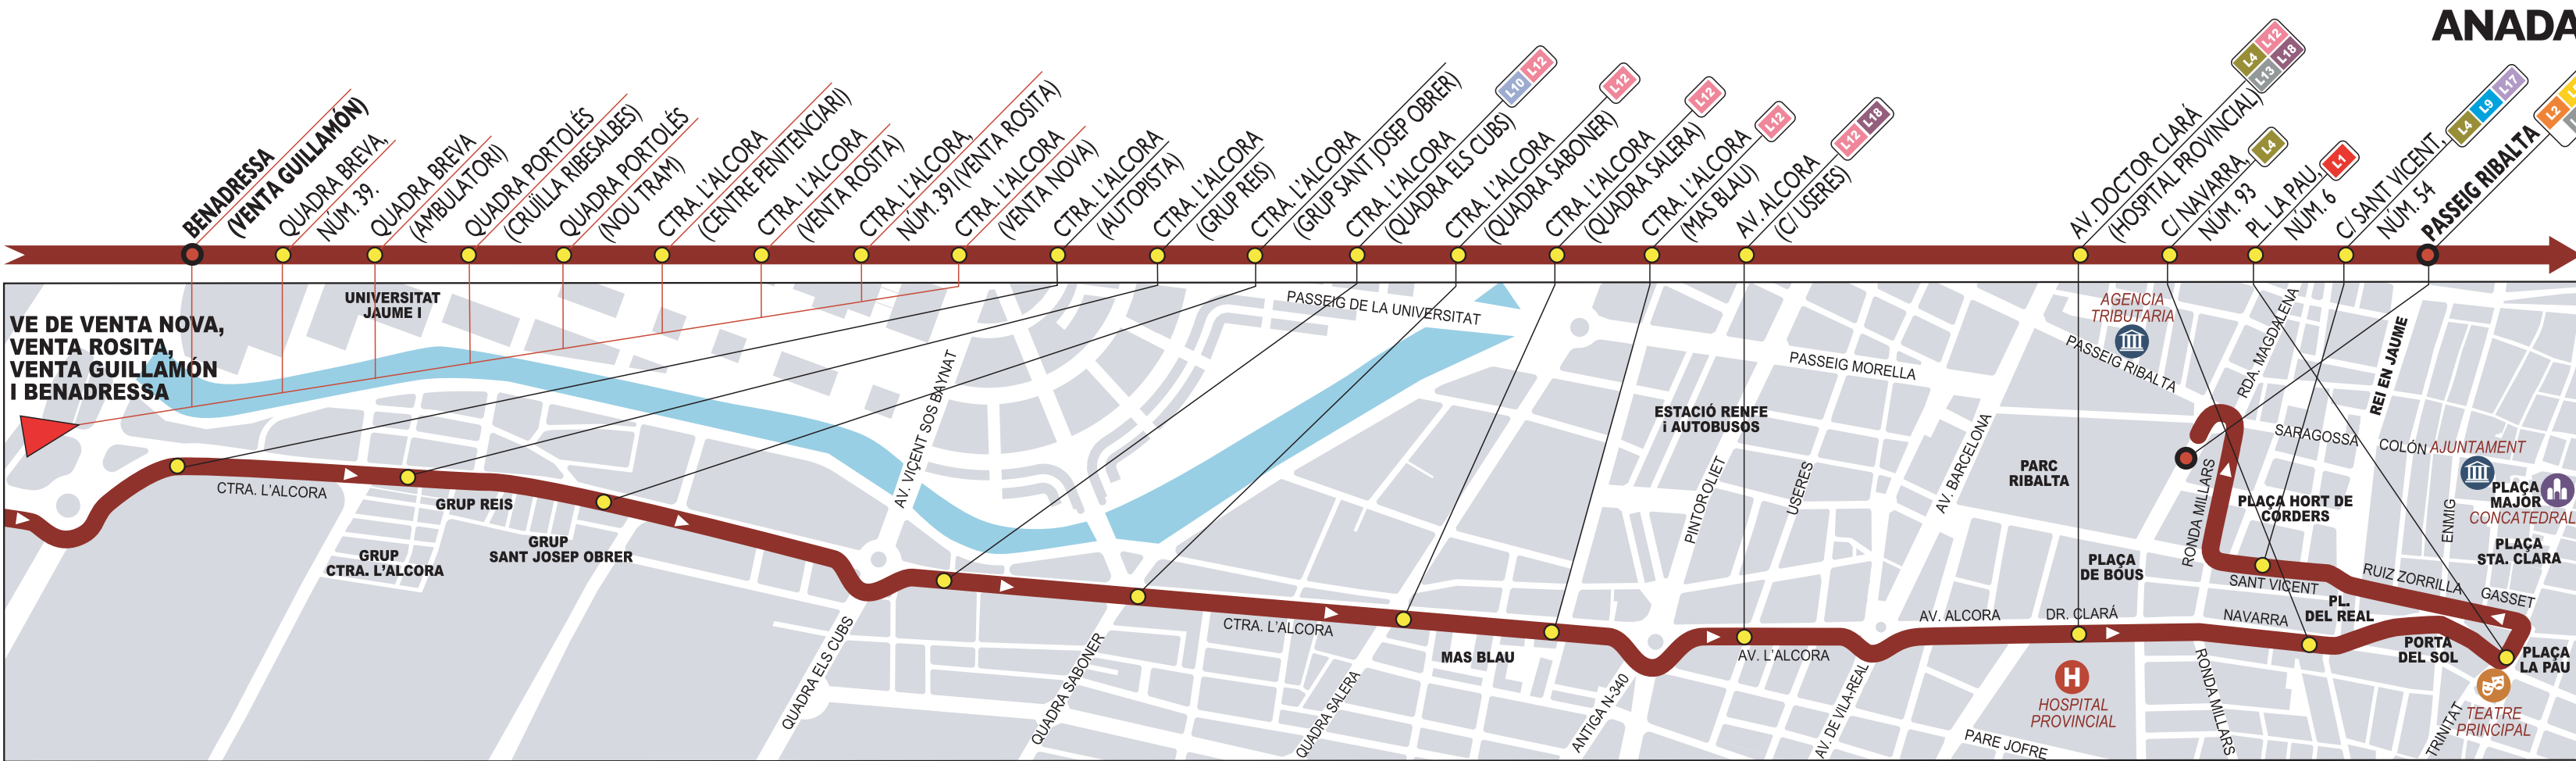 ANADA
BENADRESSA
(VENTA GUILLAMÓN)
QUADRA BREVA,
NÚM. 39.
QUADRA BREVA
(AMBULATORI)
QUADRA PORTOLÉS
(CRUÏLLA RIBESALBES)
QUADRA PORTOLÉS
(NOU TRAM)
CTRA. L'ALCORA
(CENTRE PENITENCIARI)
CTRA. L'ALCORA
(VENTA ROSITA)
CTRA. L'ALCORA,
NÚM. 391(VENTA ROSITA)
CTRA. L'ALCORA
(VENTA NOVA)
CTRA. L'ALCORA
(AUTOPISTA)
CTRA. L'ALCORA
(GRUP REIS)
CTRA. L'ALCORA
(GRUP SANT JOSEP OBRER)
CTRA. L'ALCORA
(QUADRA ELS CUBS)
L10 L12
CTRA. L'ALCORA
(QUADRA SABONER)
L12
CTRA. L'ALCORA
(QUADRA SALERA)
L12
CTRA. L'ALCORA
(MAS BLAU)
L12
AV. ALCORA
(C/ USERES)
L12 L18
AV. DOCTOR CLARÁ
(HOSPITAL PROVINCIAL)
L4 L12
L13 L18
C/ NAVARRA,
NÚM. 93
L4
PL. LA PAU,
NÚM. 6
L1
C/ SANT VICENT,
NÚM. 54
L4 L9 L17
PASSEIG RIBALTA
L2
UNIVERSITAT
JAUME I
VE DE VENTA NOVA,
VENTA ROSITA,
VENTA GUILLAMÓN
I BENADRESSA
PASSEIG DE LA UNIVERSITAT
AGENCIA
TRIBUTARIA
PASSEIG RIBALTA
RDA. MAGDALENA
REI EN JAUME
PASSEIG MORELLA
AV. VIÇENT SOS BAYNAT
ESTACIÓ RENFE
i AUTOBUSOS
AV. BARCELONA
SARAGOSSA
COLÓN
AJUNTAMENT
PARC
RIBALTA
PINTOROLIET
USERES
RONDA MILLARS
PLAÇA HORT DE
CORDERS
ENMIG
PLAÇA
MAJOR
CONCATEDRAL
PLAÇA
STA. CLARA
CTRA. L'ALCORA
GRUP REIS
GRUP
SANT JOSEP OBRER
GRUP
CTRA. L'ALCORA
PLAÇA
DE BOUS
SANT VICENT
RUIZ ZORRILLA
GASSET
PL.
DEL REAL
AV. ALCORA
DR. CLARÁ
NAVARRA
CTRA. L'ALCORA
MAS BLAU
AV. L'ALCORA
PORTA
DEL SOL
PLAÇA
LA PAU
QUADRA ELS CUBS
QUADRA SABONER
QUADRA SALERA
ANTIGA N-340
AV. DE VILA-REAL
H
HOSPITAL
PROVINCIAL
RONDA MILLARS
PARE JOFRE
TRINITAT
TEATRE
PRINCIPAL